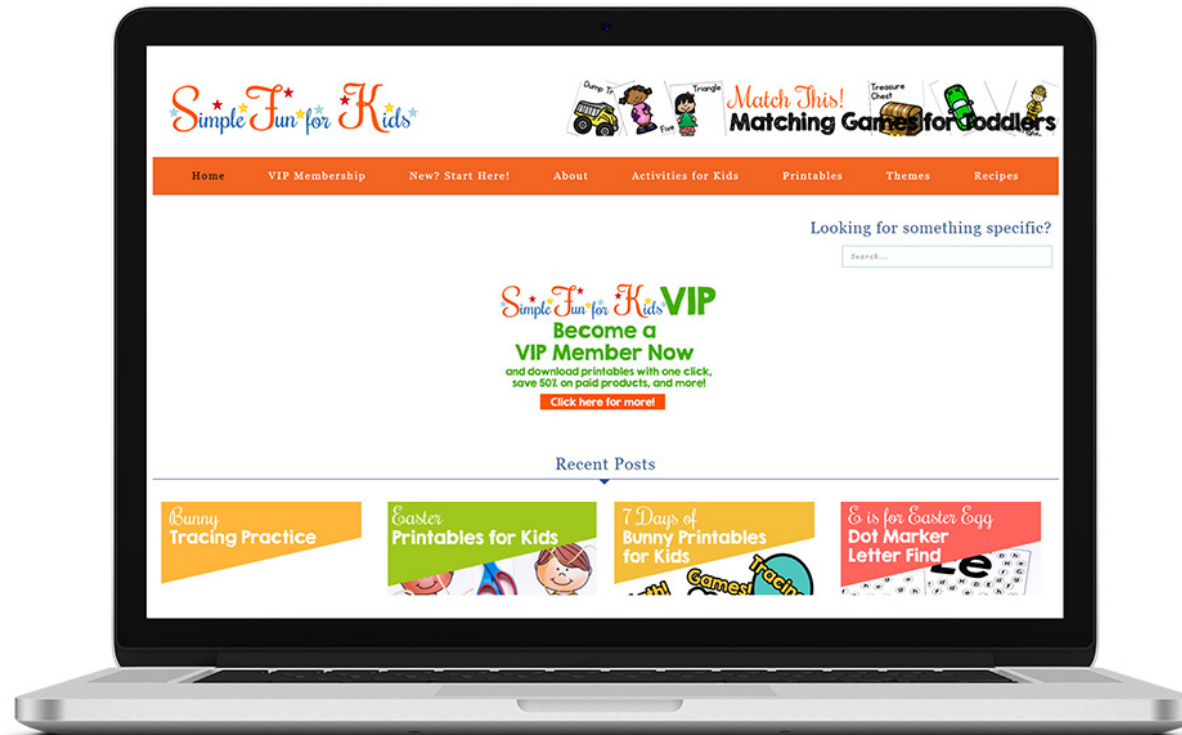 Simple Fun for Kids
Dump Tr
Five
Triangle
Match This!
Matching Games for Toddlers
Treasure
Chest
Home VIP Membership New? Start Here! About Activities for Kids Printables Themes Recipes
Looking for something specific?
Search...
Simple Fun for Kids VIP
Become a
VIP Member Now
and download printables with one click,
save 50% on paid products, and more!
Click here for more!
Recent Posts
Bunny
Tracing Practice
Easter
Printables for Kids
7 Days of
Bunny Printables
for Kids
Games!
Tracing
E is for Easter Egg
Dot Marker
Letter Find